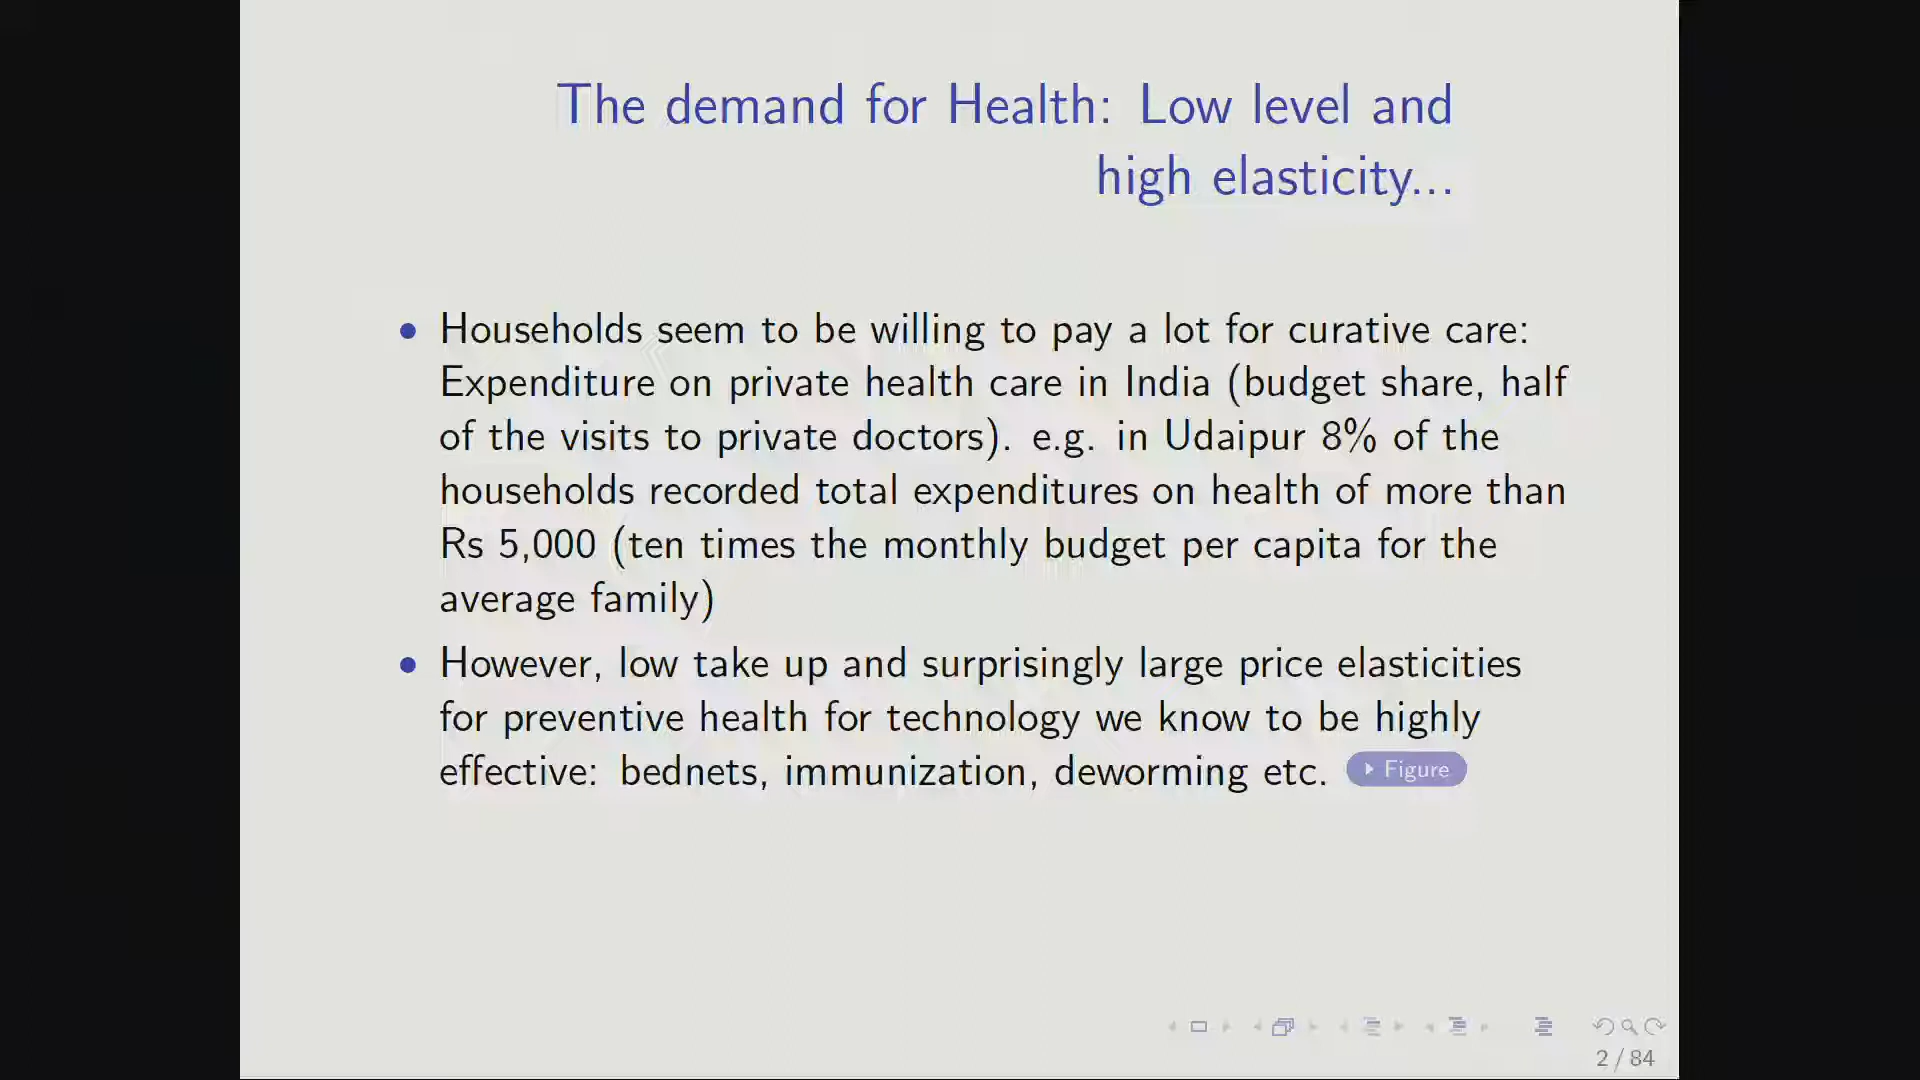 The demand for Health: Low level and
high elasticity...
• Households seem to be willing to pay a lot for curative care:
Expenditure on private health care in India (budget share, half
of the visits to private doctors). e.g. in Udaipur 8% of the
households recorded total expenditures on health of more than
Rs 5,000 (ten times the monthly budget per capita for the
average family)
• However, low take up and surprisingly large price elasticities
for preventive health for technology we know to be highly
effective: bednets, immunization, deworming etc. Figure
2 / 84